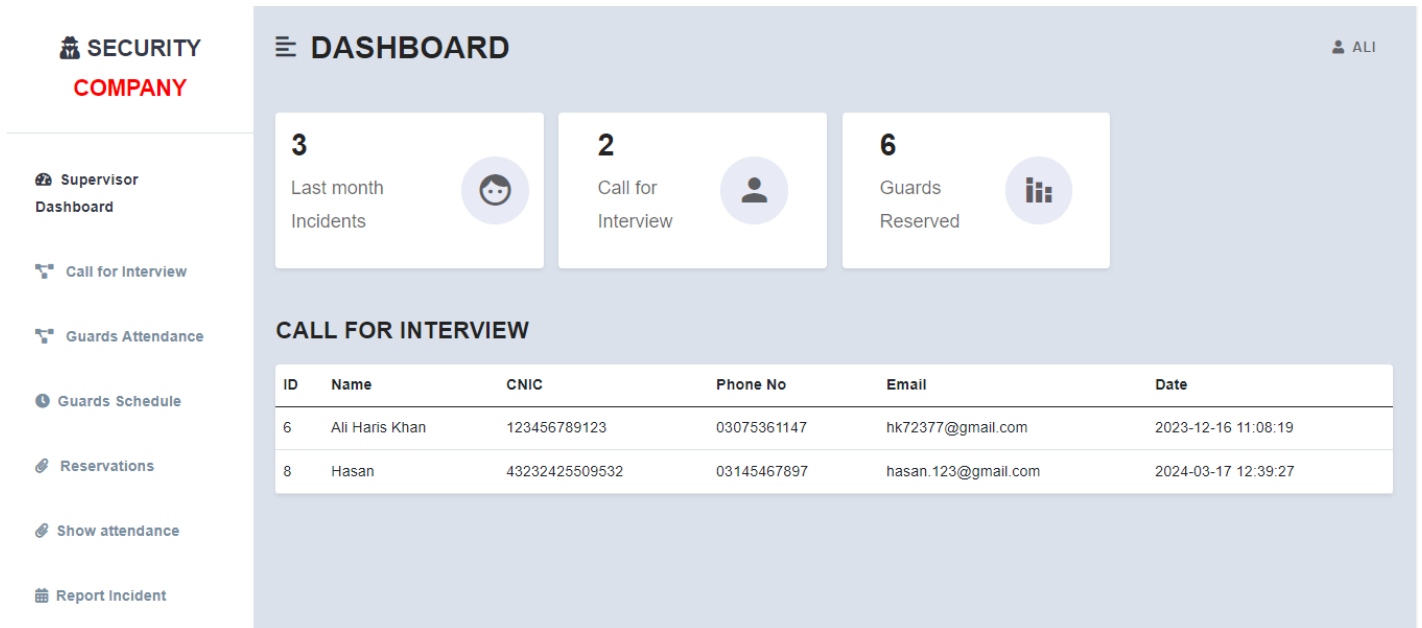 SECURITY
COMPANY
Supervisor
Dashboard
Call for Interview
Guards Attendance
Guards Schedule
Reservations
Show attendance
Report Incident
DASHBOARD
ALI
3
Last month
Incidents
2
Call for
Interview
6
Guards
Reserved
CALL FOR INTERVIEW
ID Name CNIC Phone No Email Date
6 Ali Haris Khan 123456789123 03075361147 hk72377@gmail.com 2023-12-16 11:08:19
8 Hasan 43232425509532 03145467897 hasan.123@gmail.com 2024-03-17 12:39:27